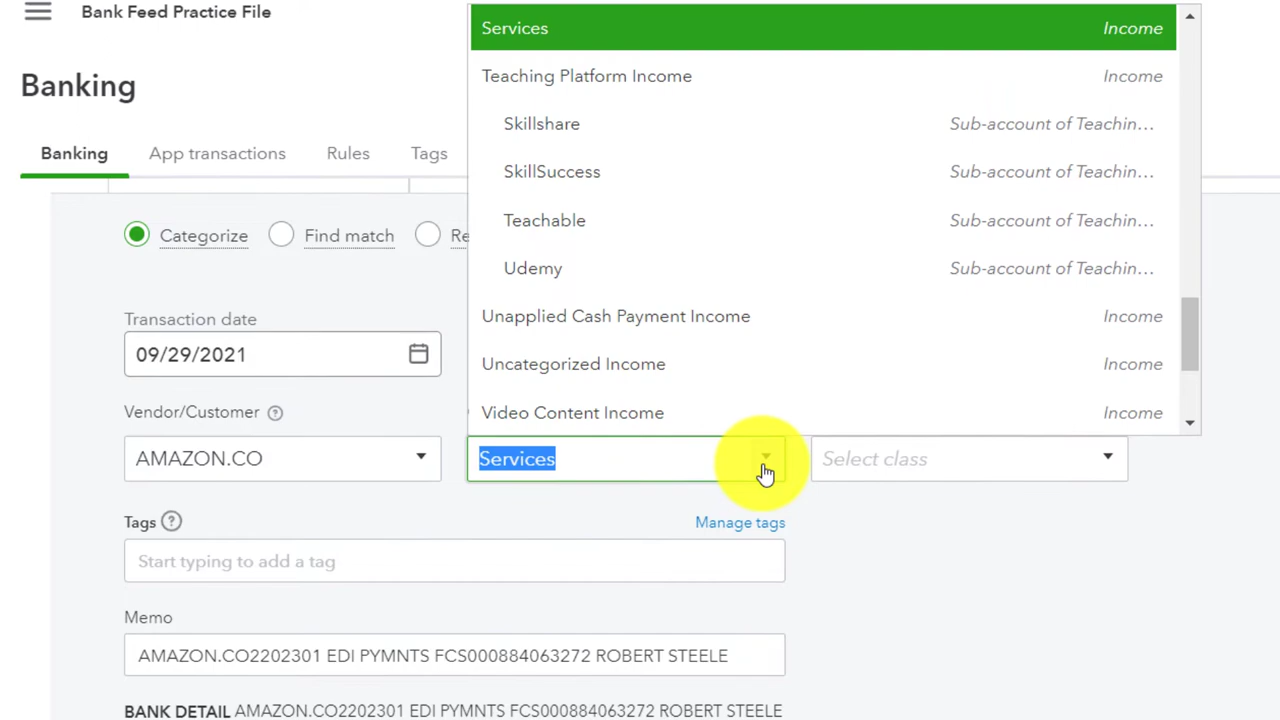 Bank Feed Practice File
Banking
Banking App transactions Rules Tags
Services Income
Teaching Platform Income Income
Skillshare Sub-account of Teachin...
SkillSuccess Sub-account of Teachin...
Teachable Sub-account of Teachin...
Udemy Sub-account of Teachin...
Unapplied Cash Payment Income Income
Uncategorized Income Income
Video Content Income Income
Categorize Find match Re
Transaction date
09/29/2021
Vendor/Customer ?
AMAZON.CO Services Select class
Tags ? Manage tags
Start typing to add a tag
Memo
AMAZON.CO2202301 EDI PYMNTS FCS000884063272 ROBERT STEELE
BANK DETAIL AMAZON.CO2202301 EDI PYMNTS FCS000884063272 ROBERT STEELE